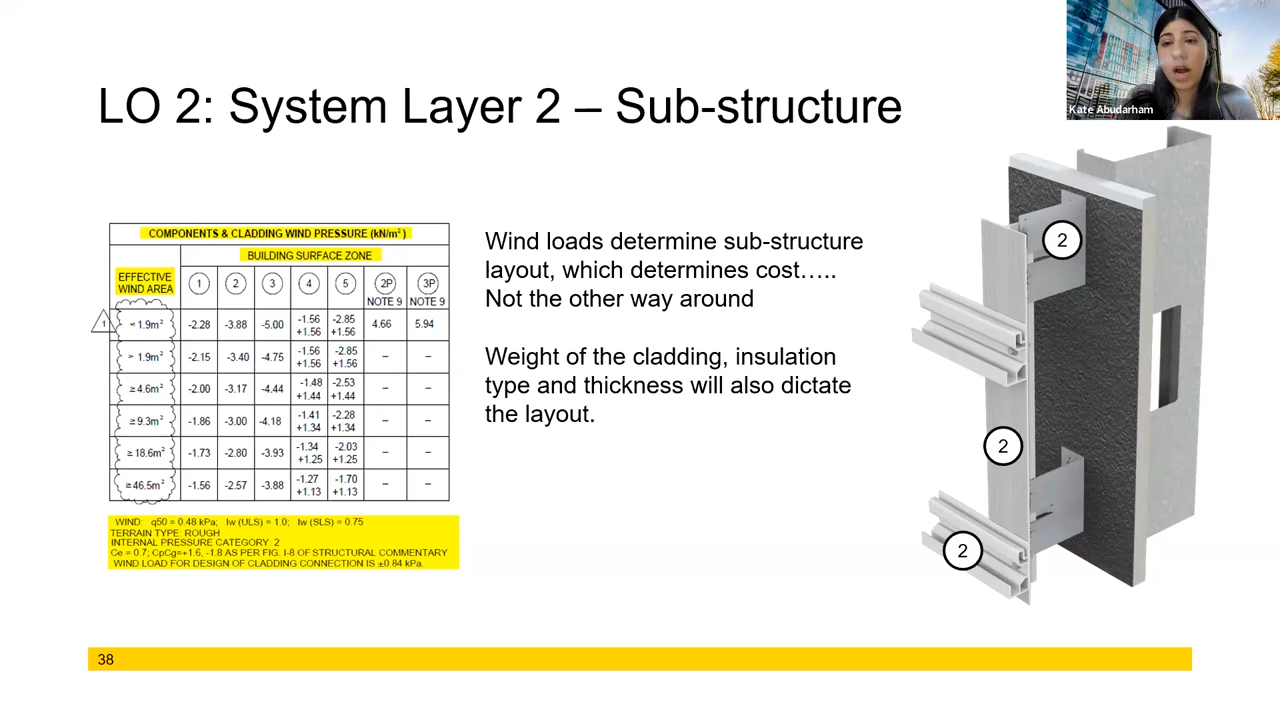 Kate Abudarham
LO 2: System Layer 2 – Sub-structure
COMPONENTS & CLADDING WIND PRESSURE (kN/m²)
EFFECTIVE WIND AREA
BUILDING SURFACE ZONE
1 2 3 4 5 2P NOTE 9 3P NOTE 9
1
1.9m² -2.28 -3.88 -5.00 -1.56 +1.56 -2.85 +1.56 4.66 5.94
1.9m² -2.15 -3.40 -4.75 -1.56 +1.56 -2.85 +1.56 – –
≥4.6m² -2.00 -3.17 -4.44 -1.48 +1.44 -2.53 +1.44 – –
≥9.3m² -1.86 -3.00 -4.18 -1.41 +1.34 -2.28 +1.34 – –
≥18.6m² -1.73 -2.80 -3.93 -1.34 +1.25 -2.03 +1.25 – –
≥46.5m² -1.56 -2.57 -3.88 -1.27 +1.13 -1.70 +1.13 – –
WIND: q50 = 0.48 kPa; Iw (ULS) = 1.0; Iw (SLS) = 0.75
TERRAIN TYPE: ROUGH
INTERNAL PRESSURE CATEGORY: 2
Ce = 0.7; CpCg=+1.6, -1.8 AS PER FIG. I-8 OF STRUCTURAL COMMENTARY
WIND LOAD FOR DESIGN OF CLADDING CONNECTION IS ±0.84 kPa.
Wind loads determine sub-structure
layout, which determines cost.....
Not the other way around
Weight of the cladding, insulation
type and thickness will also dictate
the layout.
2
2
2
38